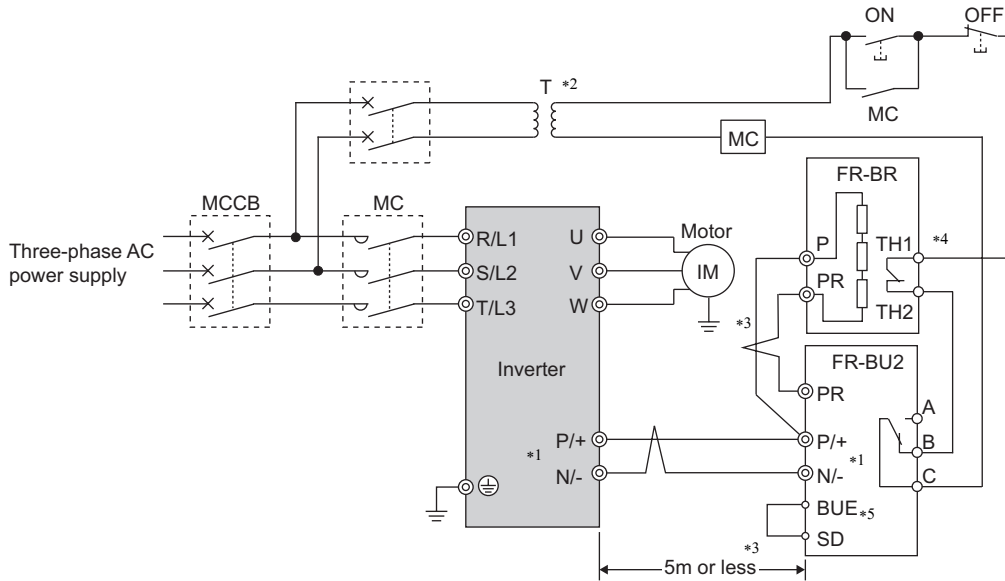 ON
OFF
T *2
MC
MC
FR-BR
MCCB
MC
Three-phase AC
power supply
R/L1
U
Motor
P
TH1
*4
S/L2
V
IM
PR
T/L3
W
TH2
*3
FR-BU2
Inverter
PR
A
P/+
P/+
B
*1
*1
N/-
N/-
C
BUE
*5
SD
*3
5m or less